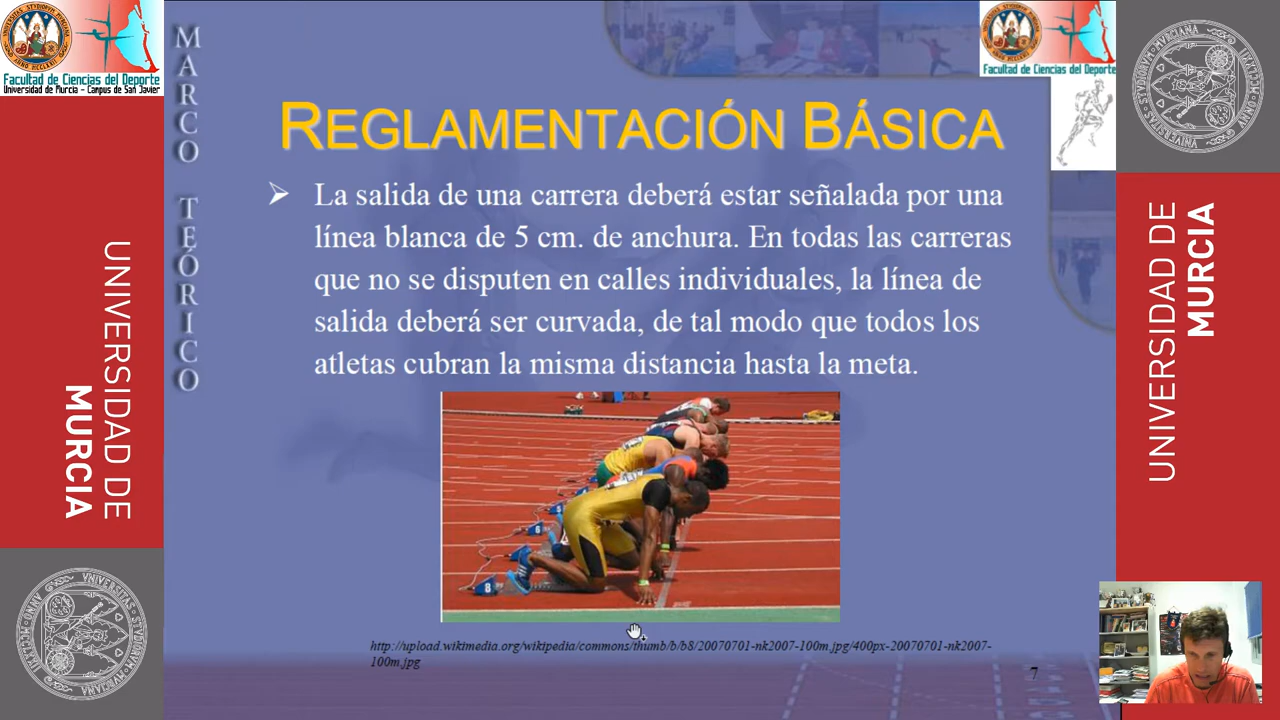 Facultad de Ciencias del Deporte
Universidad de Murcia - Campus de San Javier
UNIVERSIDAD DE
MURCIA
MARCO TEÓRICO
REGLAMENTACIÓN BÁSICA
La salida de una carrera deberá estar señalada por una
línea blanca de 5 cm. de anchura. En todas las carreras
que no se disputen en calles individuales, la línea de
salida deberá ser curvada, de tal modo que todos los
atletas cubran la misma distancia hasta la meta.
8
6
http://upload.wikimedia.org/wikipedia/commons/thumb/b/b8/20070701-nk2007-100m.jpg/400px-20070701-nk2007-
100m.jpg
7
Facultad de Ciencias del Deporte
UNIVERSIDAD DE
MURCIA